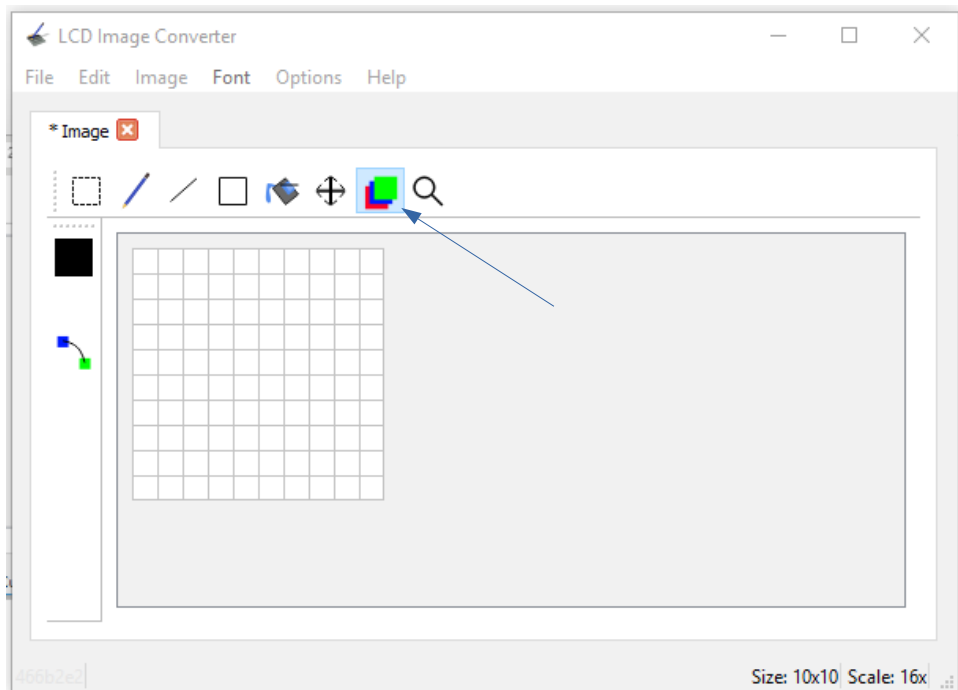 LCD Image Converter
File Edit Image Font Options Help
* Image
466b2e2
Size: 10x10 Scale: 16x